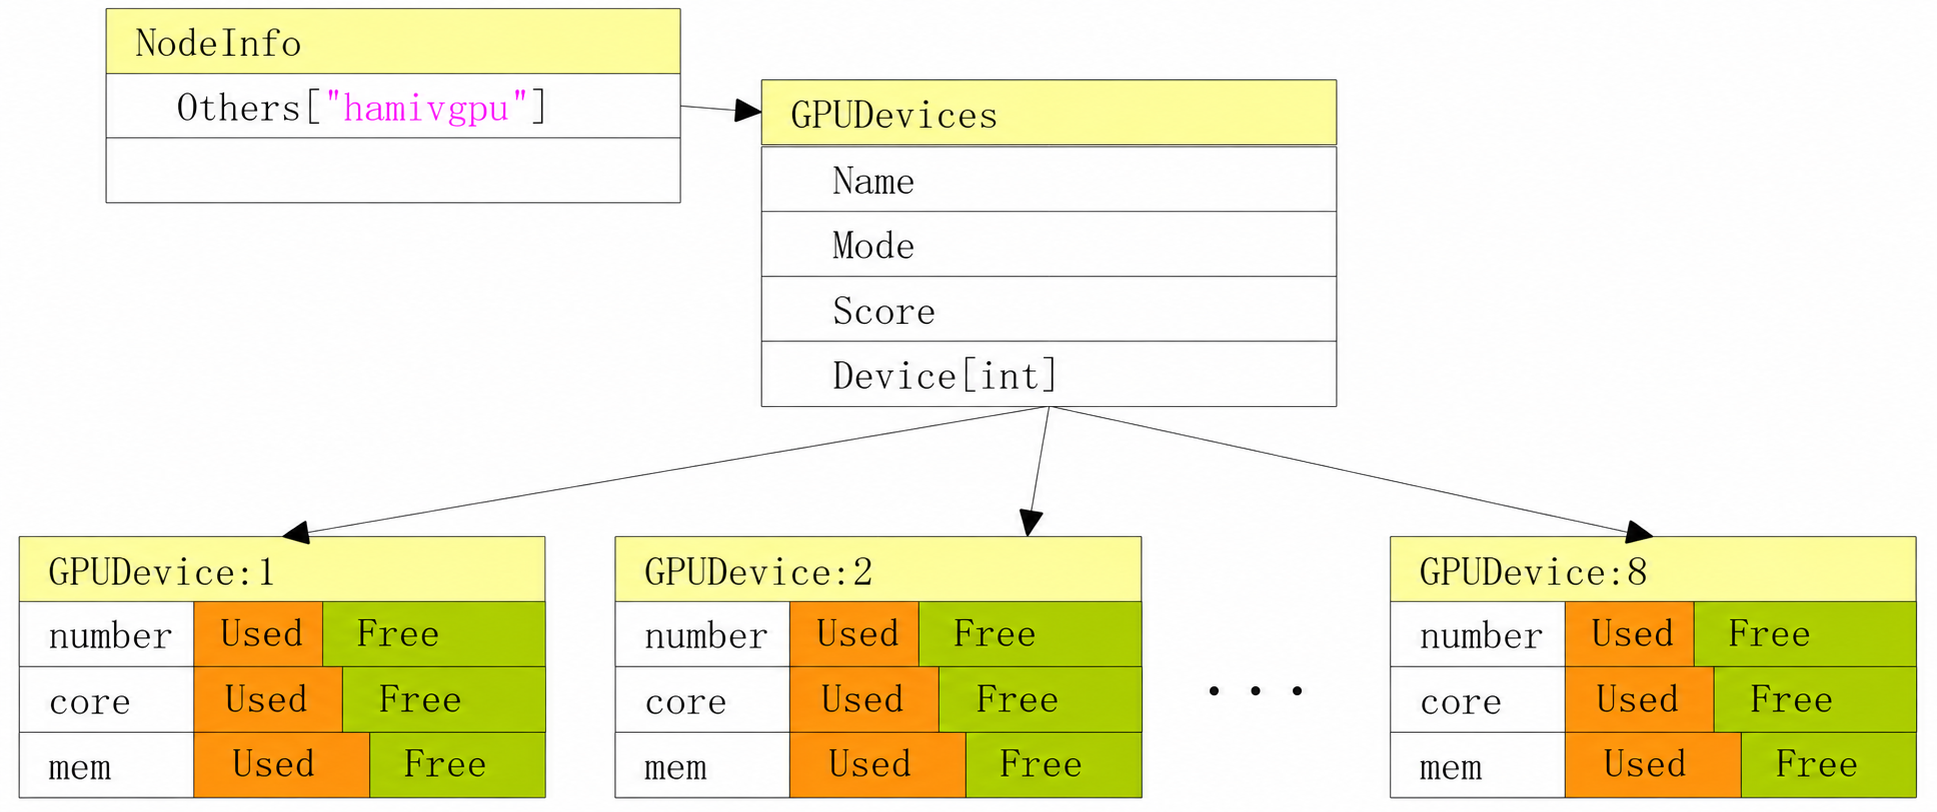 NodeInfo
Others["hamivgpu"]
GPUDevices
Name
Mode
Score
Device[int]
GPUDevice:1
number Used Free
core Used Free
mem Used Free
GPUDevice:2
number Used Free
core Used Free
mem Used Free
...
GPUDevice:8
number Used Free
core Used Free
mem Used Free